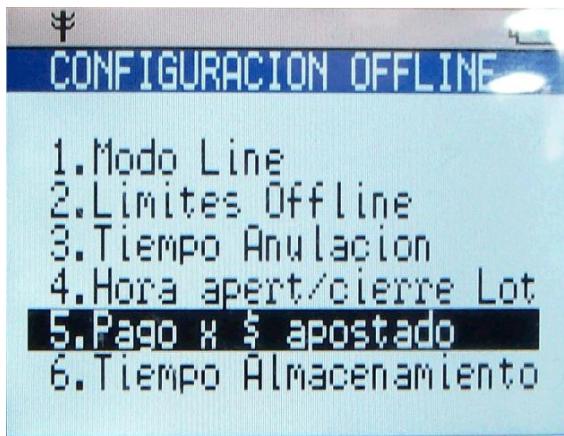 CONFIGURACION OFFLINE
1.Modo Line
2.Limites Offline
3.Tiempo Anulacion
4.Hora apert/cierre Lot
5.Pago x $ apostado
6.Tiempo Almacenamiento